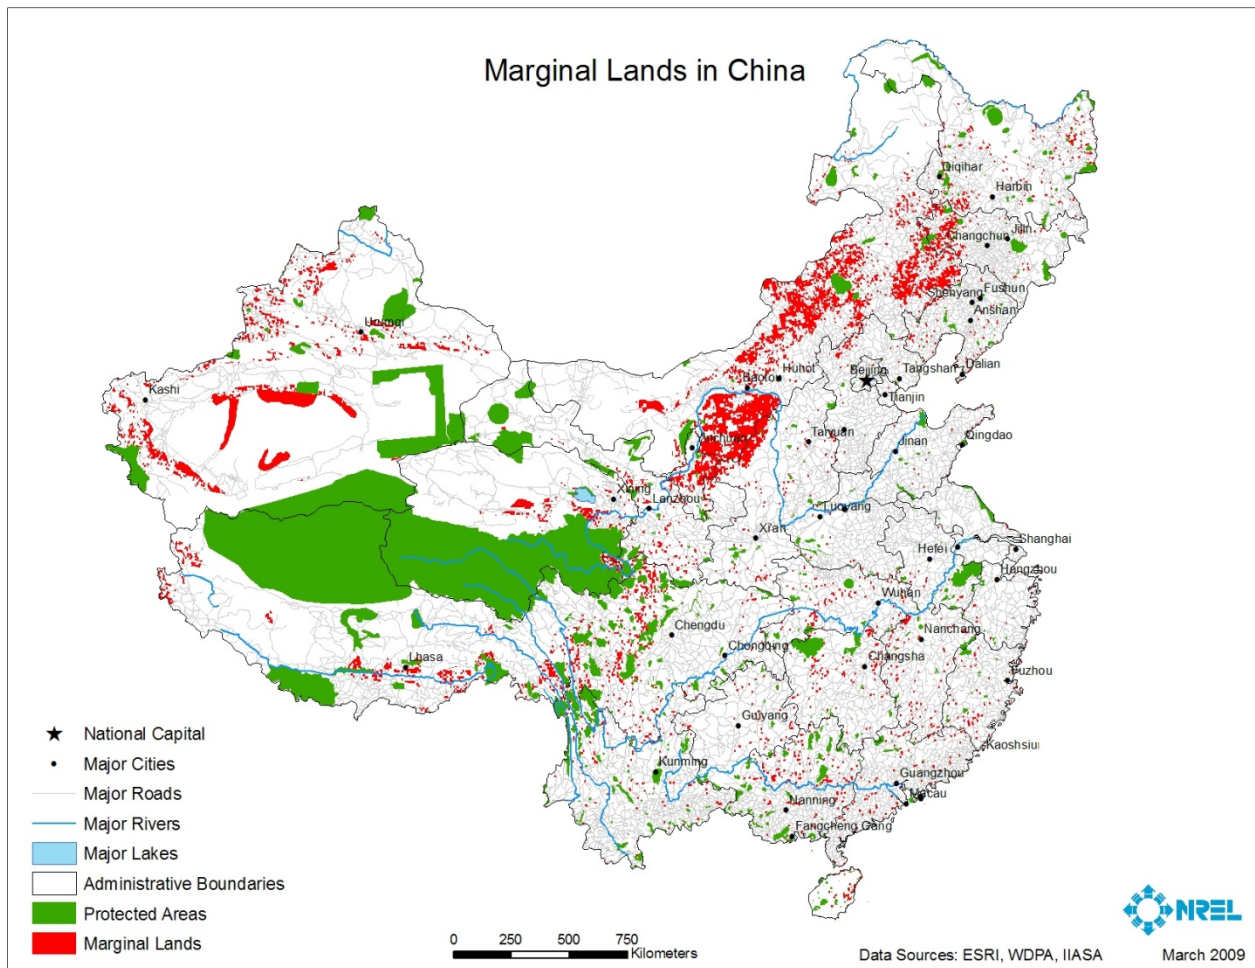 Marginal Lands in China
Qiqihar
Harbin
Changchun
Jilin
Shenyang
Fushun
Anshan
Urumqi
Kashi
Huhot
Baotou
Beijing
Tangshan
Dalian
Tianjin
Yinchuan
Taiyuan
Jinan
Qingdao
Xining
Lanzhou
Luoyang
Xi'an
Hefei
Shanghai
Hangzhou
Wuhan
Chengdu
Chongqing
Nanchang
Changsha
Lhasa
Fuzhou
Guiyang
Kaoshsiu
Kunming
Guangzhou
Macau
Nanning
Fangcheng Gang
National Capital
Major Cities
Major Roads
Major Rivers
Major Lakes
Administrative Boundaries
Protected Areas
Marginal Lands
0 250 500 750
Kilometers
NREL
Data Sources: ESRI, WDPA, IIASA March 2009